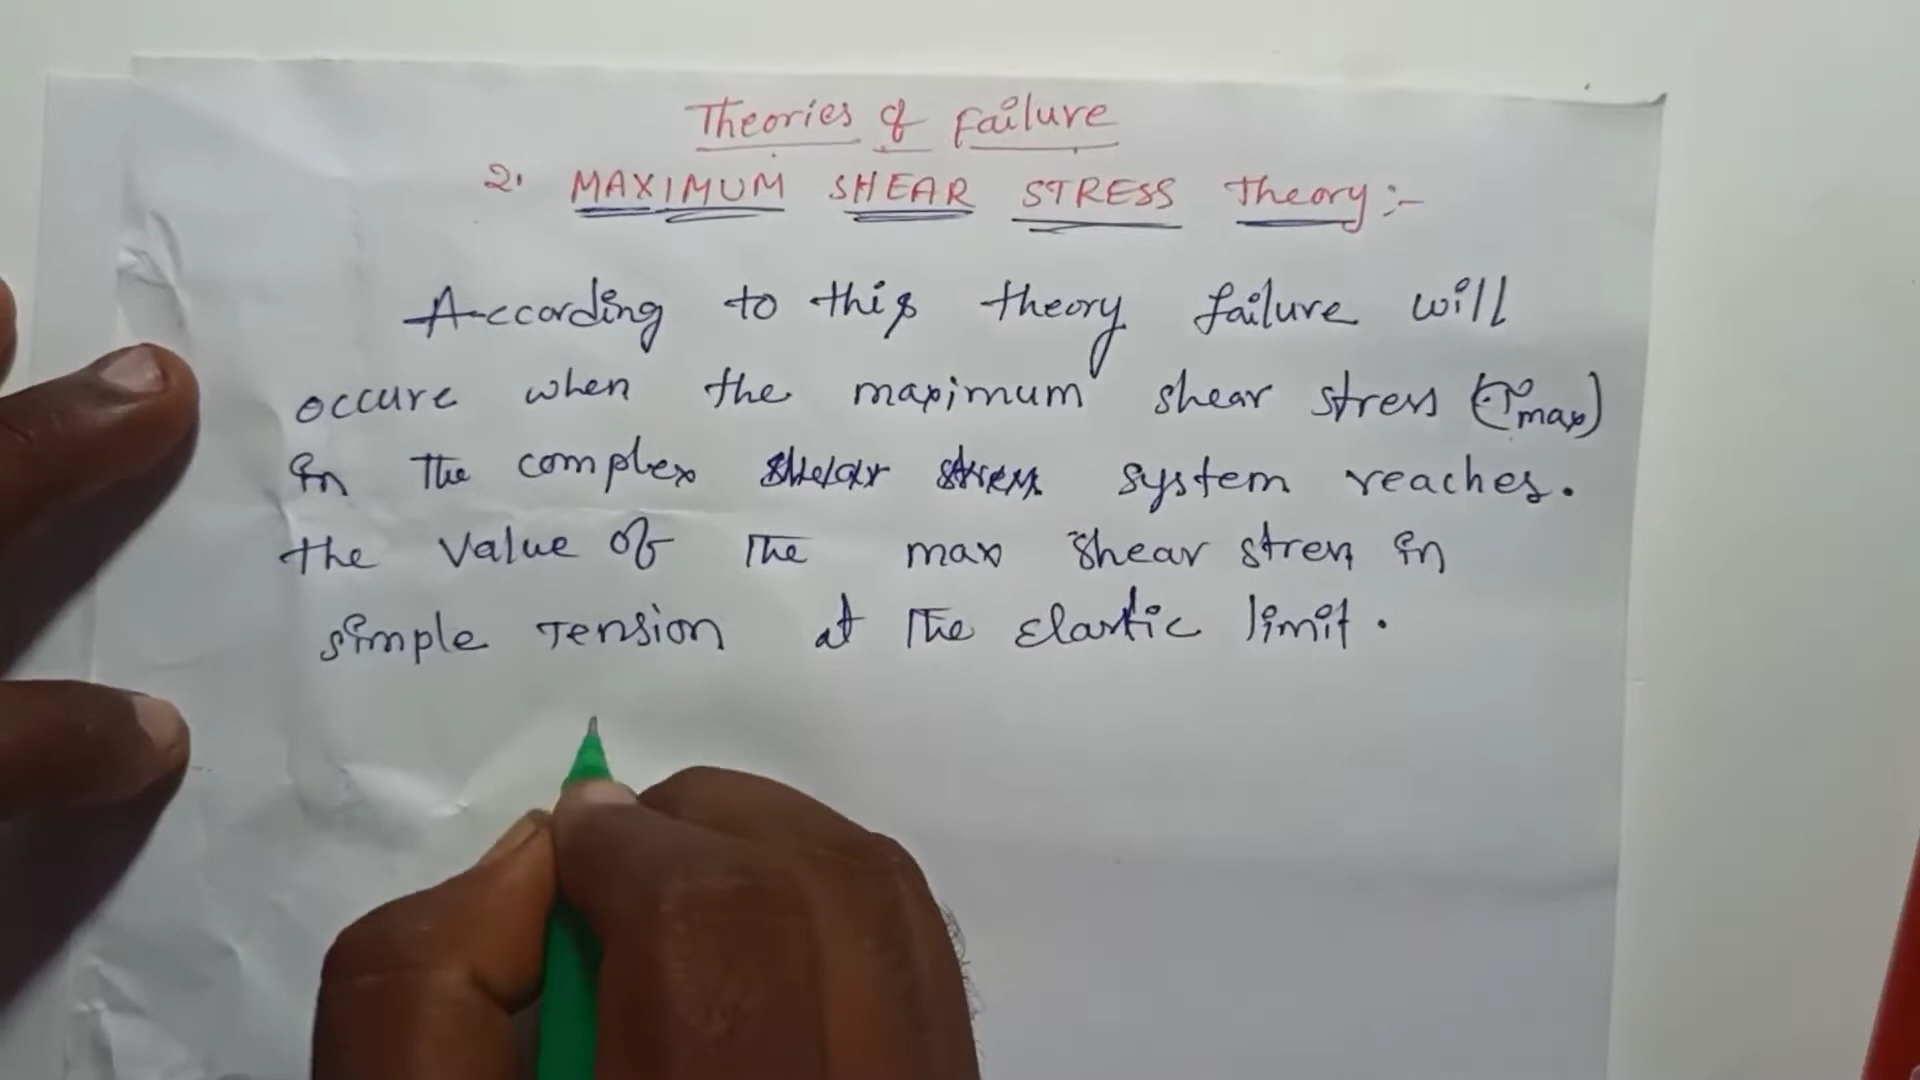 Theories of Failure
2. MAXIMUM SHEAR STRESS Theory :-
According to this theory failure will
occure when the maximum shear stress (τmax)
in the complex shear stress system reaches.
the value of the max shear stress in
simple Tension at the elastic limit.